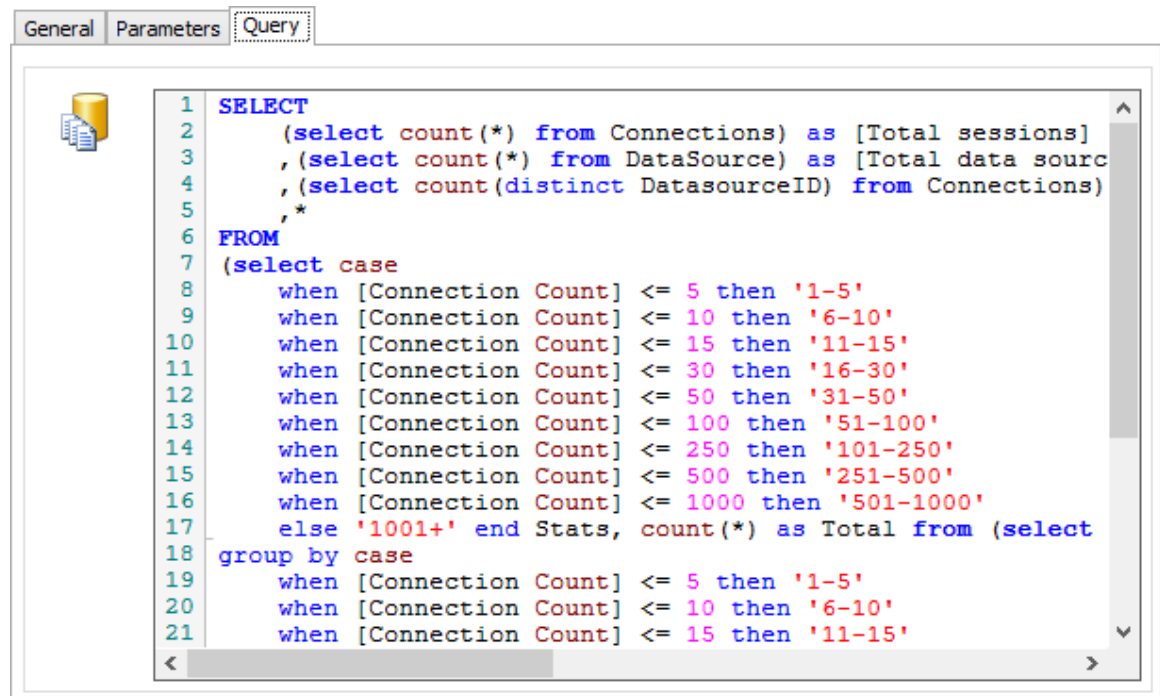 General Parameters Query
1 SELECT
2 (select count(*) from Connections) as [Total sessions]
3 ,(select count(*) from DataSource) as [Total data sourc
4 ,(select count(distinct DatasourceID) from Connections)
5 ,*
6 FROM
7 (select case
8 when [Connection Count] <= 5 then '1-5'
9 when [Connection Count] <= 10 then '6-10'
10 when [Connection Count] <= 15 then '11-15'
11 when [Connection Count] <= 30 then '16-30'
12 when [Connection Count] <= 50 then '31-50'
13 when [Connection Count] <= 100 then '51-100'
14 when [Connection Count] <= 250 then '101-250'
15 when [Connection Count] <= 500 then '251-500'
16 when [Connection Count] <= 1000 then '501-1000'
17 else '1001+' end Stats, count(*) as Total from (select
18 group by case
19 when [Connection Count] <= 5 then '1-5'
20 when [Connection Count] <= 10 then '6-10'
21 when [Connection Count] <= 15 then '11-15'